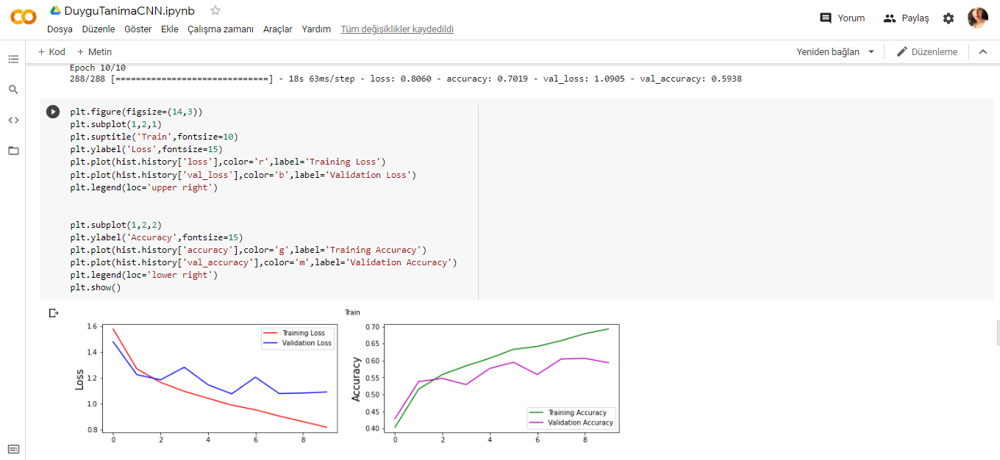 DuyguTanimaCNN.ipynb
Dosya Düzenle Göster Ekle Çalışma zamanı Araçlar Yardım Tüm değişiklikler kaydedildi
Yorum Paylaş
+ Kod + Metin
Yeniden bağlan Düzenleme
Epoch 10/10
288/288 [==============================] - 18s 63ms/step - loss: 0.8060 - accuracy: 0.7019 - val_loss: 1.0905 - val_accuracy: 0.5938
plt.figure(figsize=(14,3))
plt.subplot(1,2,1)
plt.suptitle('Train',fontsize=10)
plt.ylabel('Loss',fontsize=15)
plt.plot(hist.history['loss'],color='r',label='Training Loss')
plt.plot(hist.history['val_loss'],color='b',label='Validation Loss')
plt.legend(loc='upper right')
plt.subplot(1,2,2)
plt.ylabel('Accuracy',fontsize=15)
plt.plot(hist.history['accuracy'],color='g',label='Training Accuracy')
plt.plot(hist.history['val_accuracy'],color='m',label='Validation Accuracy')
plt.legend(loc='lower right')
plt.show()
Train
Loss
1.6
1.4
1.2
1.0
0.8
0 2 4 6 8
Training Loss
Validation Loss
Accuracy
0.70
0.65
0.60
0.55
0.50
0.45
0.40
0 2 4 6 8
Training Accuracy
Validation Accuracy